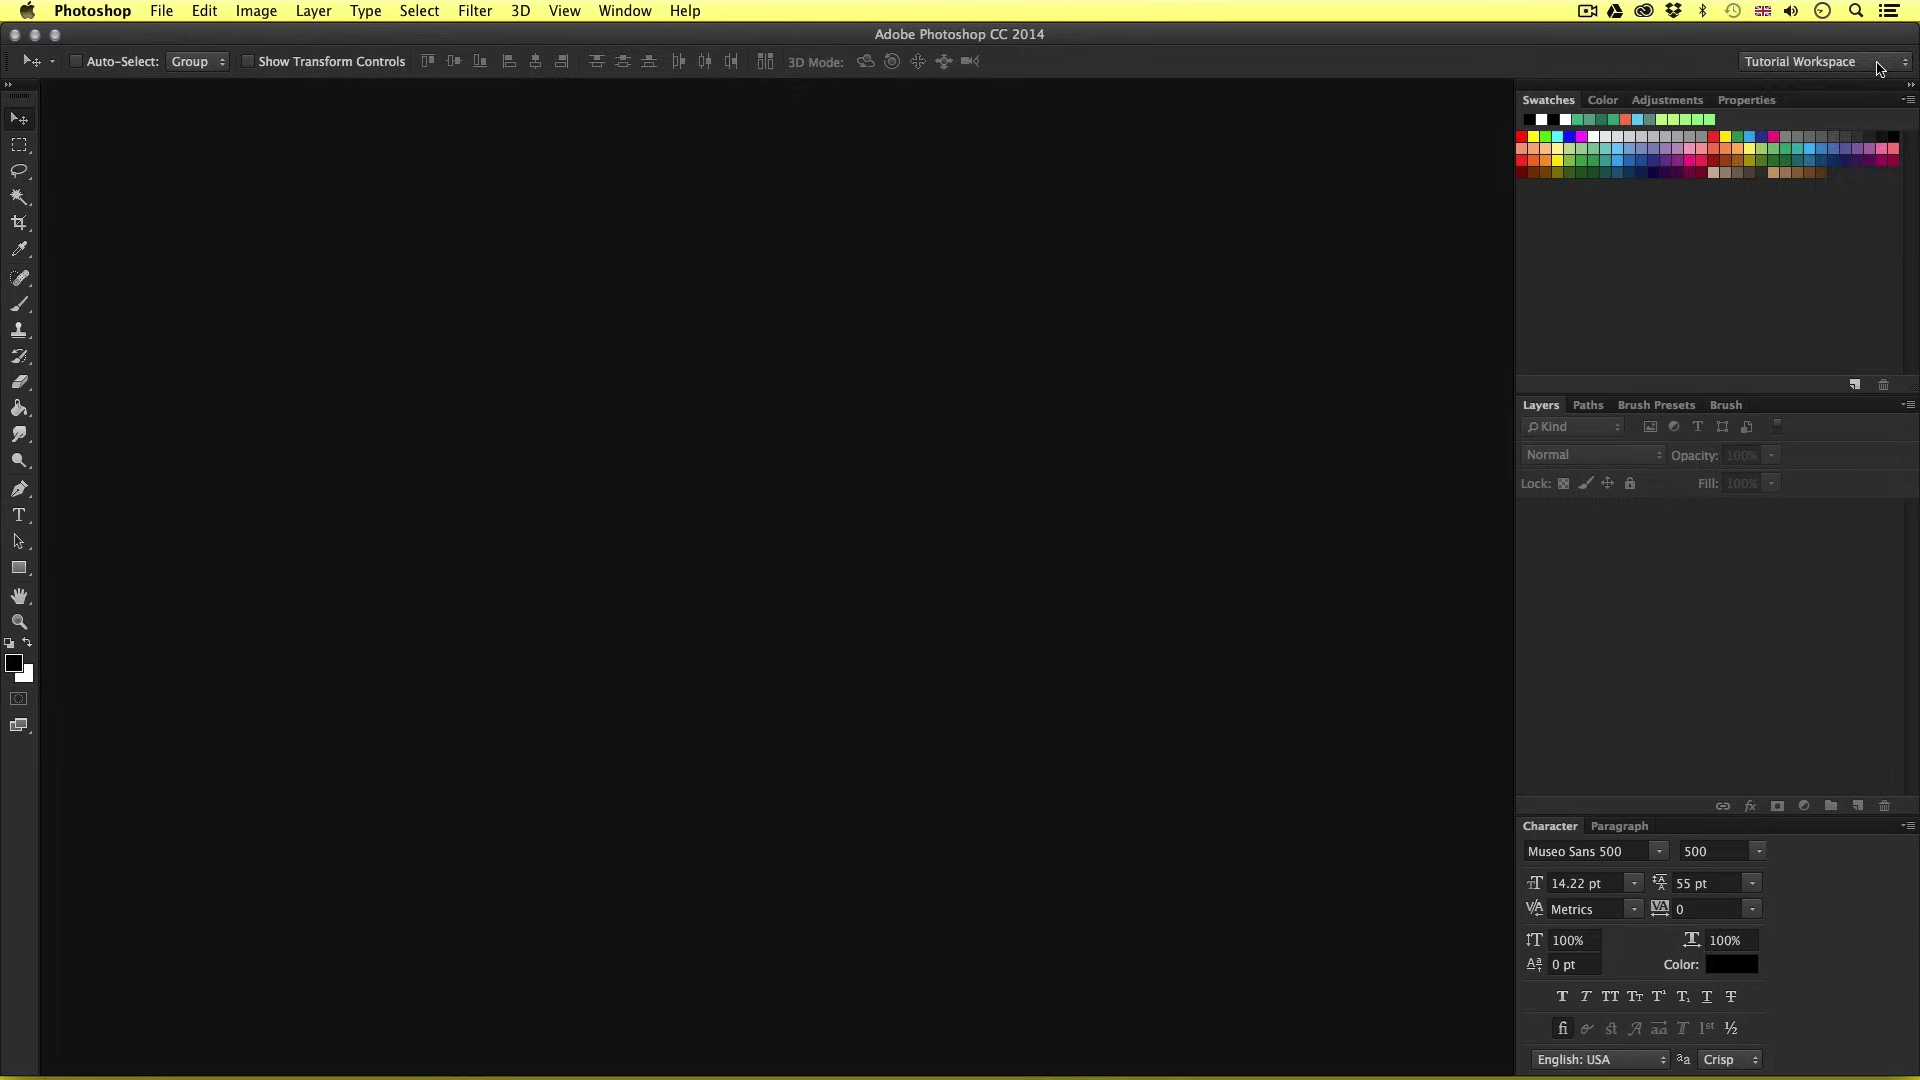 Photoshop File Edit Image Layer Type Select Filter 3D View Window Help
Adobe Photoshop CC 2014
Auto-Select: Group Show Transform Controls 3D Mode: Tutorial Workspace
Swatches Color Adjustments Properties
Layers Paths Brush Presets Brush
Kind
Normal Opacity: 100%
Lock: Fill: 100%
Character Paragraph
Museo Sans 500 500
14.22 pt 55 pt
Metrics 0
100% 100%
0 pt Color:
English: USA Crisp